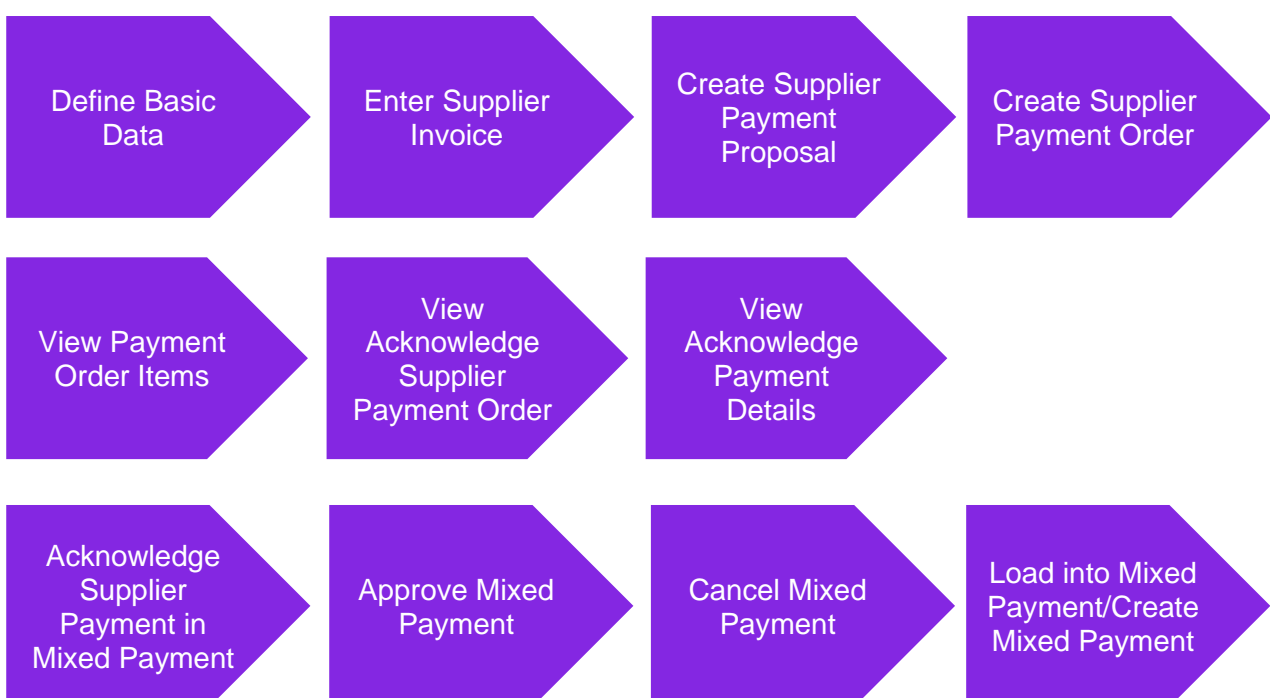 Define Basic
Data
Enter Supplier
Invoice
Create Supplier
Payment
Proposal
Create Supplier
Payment Order
View Payment
Order Items
View
Acknowledge
Supplier
Payment Order
View
Acknowledge
Payment
Details
Acknowledge
Supplier
Payment in
Mixed Payment
Approve Mixed
Payment
Cancel Mixed
Payment
Load into Mixed
Payment/Create
Mixed Payment